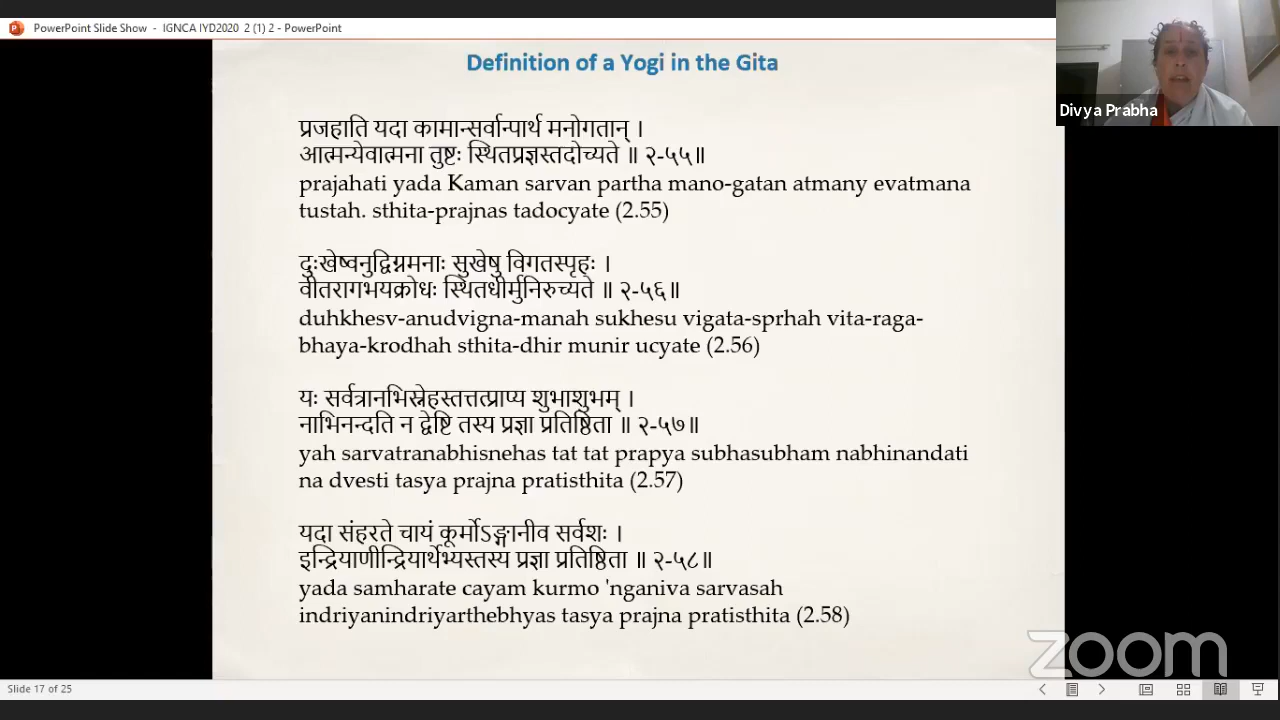 PowerPoint Slide Show - IGNCA IYD2020 2 (1) 2 - PowerPoint
Definition of a Yogi in the Gita
Divya Prabha
प्रजहाति यदा कामान्सर्वान्पार्थ मनोगतान् ।
आत्मन्येवात्मना तुष्टः स्थितप्रज्ञस्तदोच्यते ॥ २-५५॥
prajahati yada Kaman sarvan partha mano-gatan atmany evatmana
tustah. sthita-prajnas tadocyate (2.55)
दुःखेष्वनुद्विग्नमनाः सुखेषु विगतस्पृहः ।
वीतरागभयक्रोधः स्थितधीर्मुनिरुच्यते ॥ २-५६॥
duhkhesv-anudvigna-manah sukhesu vigata-sprhah vita-raga-
bhaya-krodhah sthita-dhir munir ucyate (2.56)
यः सर्वत्रानभिस्नेहस्तत्तत्प्राप्य शुभाशुभम् ।
नाभिनन्दति न द्वेष्टि तस्य प्रज्ञा प्रतिष्ठिता ॥ २-५७॥
yah sarvatranabhisnehas tat tat prapya subhasubham nabhinandati
na dvesti tasya prajna pratisthita (2.57)
यदा संहरते चायं कूर्मोऽङ्गानीव सर्वशः ।
इन्द्रियाणीन्द्रियार्थेभ्यस्तस्य प्रज्ञा प्रतिष्ठिता ॥ २-५८॥
yada samharate cayam kurmo 'nganiva sarvasah
indriyanindriyarthebhyas tasya prajna pratisthita (2.58)
zoom
Slide 17 of 25